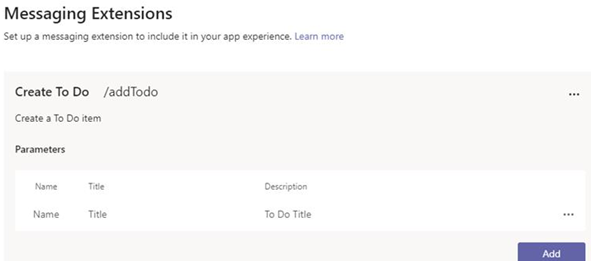 Messaging Extensions
Set up a messaging extension to include it in your app experience. Learn more
Create To Do /addTodo
Create a To Do item
Parameters
Name Title Description
Name Title To Do Title
Add